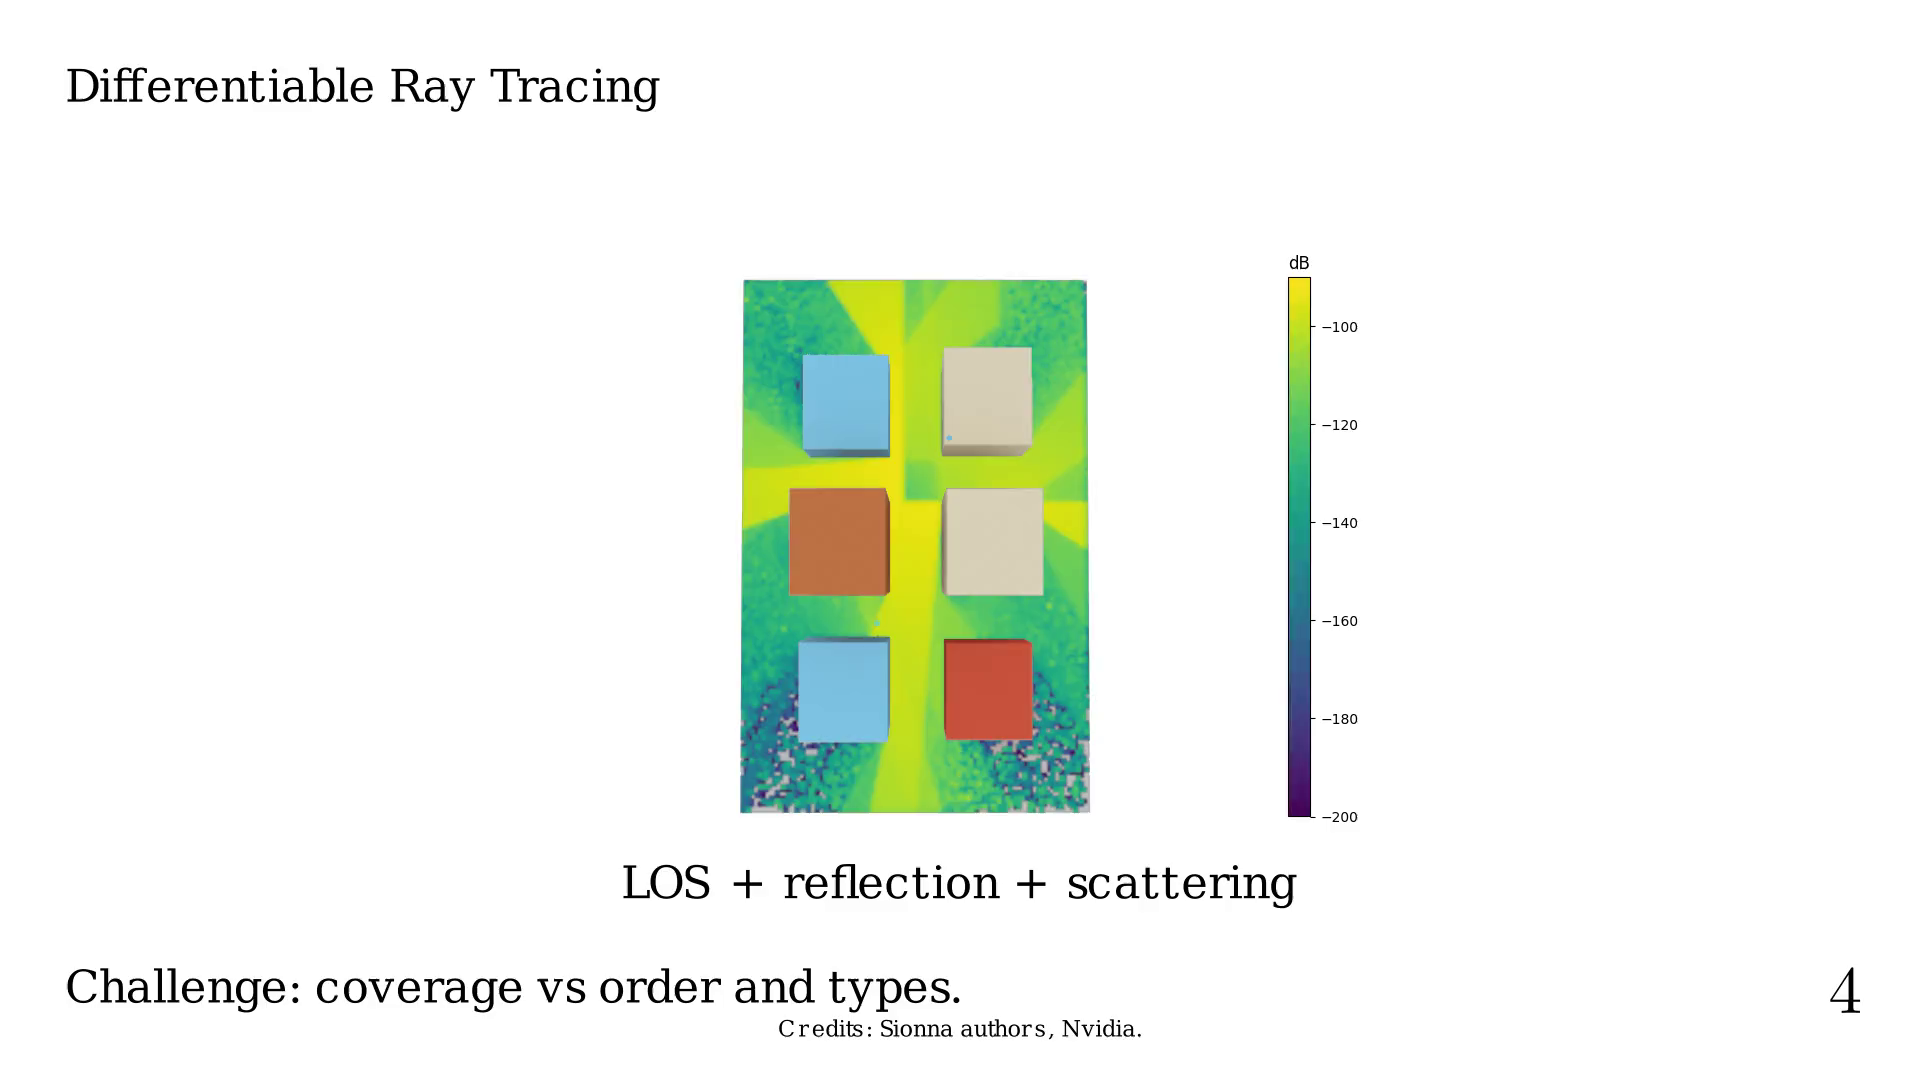 Differentiable Ray Tracing
dB
−100
−120
−140
−160
−180
−200
LOS + reflection + scattering
Challenge: coverage vs order and types.
4
Credits: Sionna authors, Nvidia.